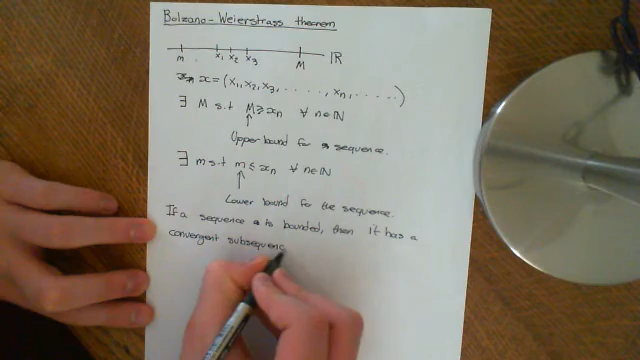 Bolzano-Weierstrass theorem
m x₁ x₂ x₃ M ℝ
x = (x₁, x₂, x₃, ....., xₙ, .....)
∃ M s.t M ≥ xₙ ∀ n∈ℕ
Upper bound for sequence.
∃ m s.t m ≤ xₙ ∀ n∈ℕ
Lower bound for the sequence.
If a sequence is bounded, then it has a
convergent subsequenc